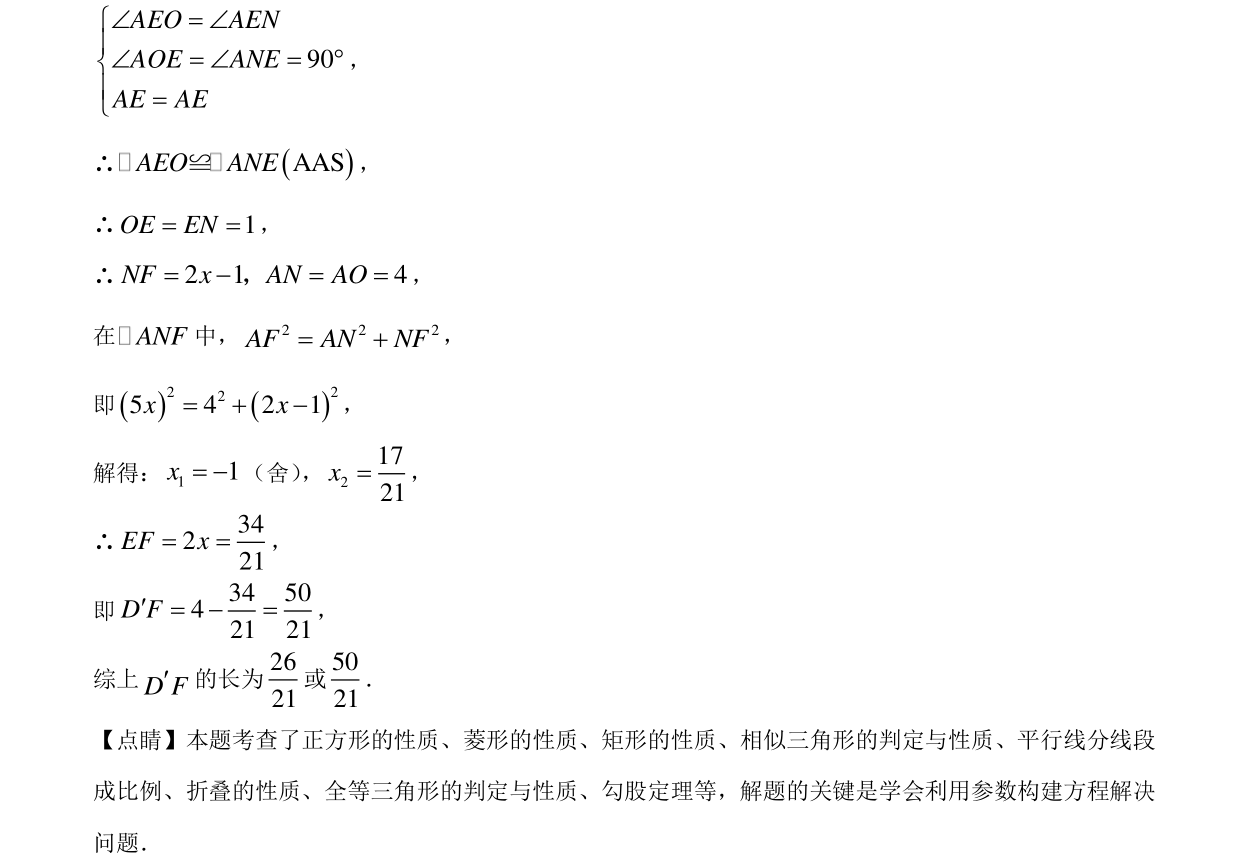 {∠AEO = ∠AEN
∠AOE = ∠ANE = 90°，
AE = AE
∴□AEO≌□ANE(AAS)，
∴OE = EN = 1，
∴NF = 2x−1，AN = AO = 4，
在□ANF 中，AF² = AN² + NF²，
即(5x)² = 4² + (2x−1)²，
解得：x₁ = −1（舍），x₂ = 17/21，
∴EF = 2x = 34/21，
即 D′F = 4 − 34/21 = 50/21，
综上 D′F 的长为 26/21 或 50/21．
【点睛】本题考查了正方形的性质、菱形的性质、矩形的性质、相似三角形的判定与性质、平行线分线段
成比例、折叠的性质、全等三角形的判定与性质、勾股定理等，解题的关键是学会利用参数构建方程解决
问题．